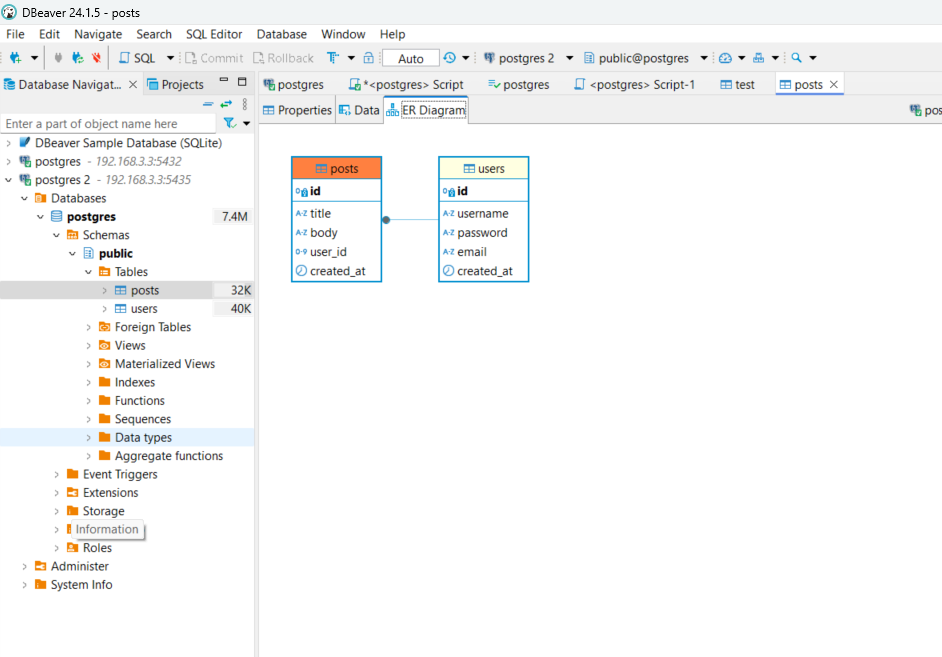 DBeaver 24.1.5 - posts
File Edit Navigate Search SQL Editor Database Window Help
SQL Commit Rollback Auto postgres 2 public@postgres
Database Navigat... Projects
postgres *<postgres> Script postgres <postgres> Script-1 test posts
Enter a part of object name here
Properties Data ER Diagram pos
DBeaver Sample Database (SQLite)
postgres - 192.168.3.3:5432
postgres 2 - 192.168.3.3:5435
Databases
postgres 7.4M
Schemas
public
Tables
posts 32K
users 40K
Foreign Tables
Views
Materialized Views
Indexes
Functions
Sequences
Data types
Aggregate functions
Event Triggers
Extensions
Storage
Information
Roles
Administer
System Info
posts
id
A-Z title
A-Z body
0-9 user_id
created_at
users
id
A-Z username
A-Z password
A-Z email
created_at